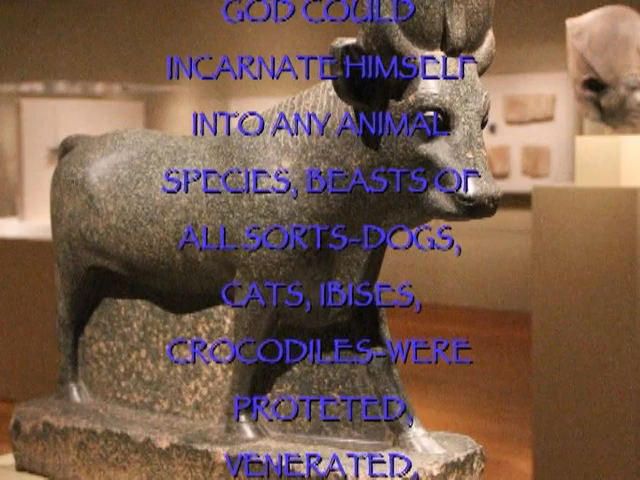 GOD COULD
INCARNATE HIMSELF
INTO ANY ANIMAL
SPECIES, BEASTS OF
ALL SORTS-DOGS,
CATS, IBISES,
CROCODILES-WERE
PROTETED,
VENERATED,